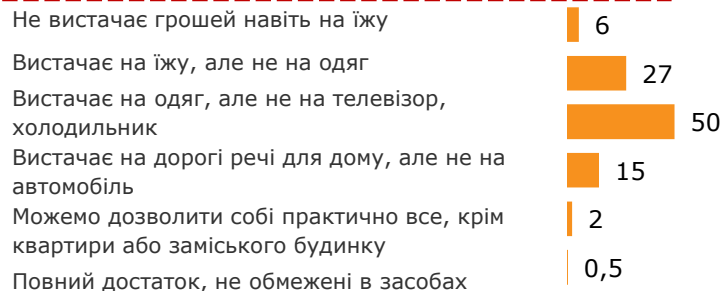 Не вистачає грошей навіть на їжу
6
Вистачає на їжу, але не на одяг
27
Вистачає на одяг, але не на телевізор,
холодильник
50
Вистачає на дорогі речі для дому, але не на
автомобіль
15
Можемо дозволити собі практично все, крім
квартири або заміського будинку
2
Повний достаток, не обмежені в засобах
0,5